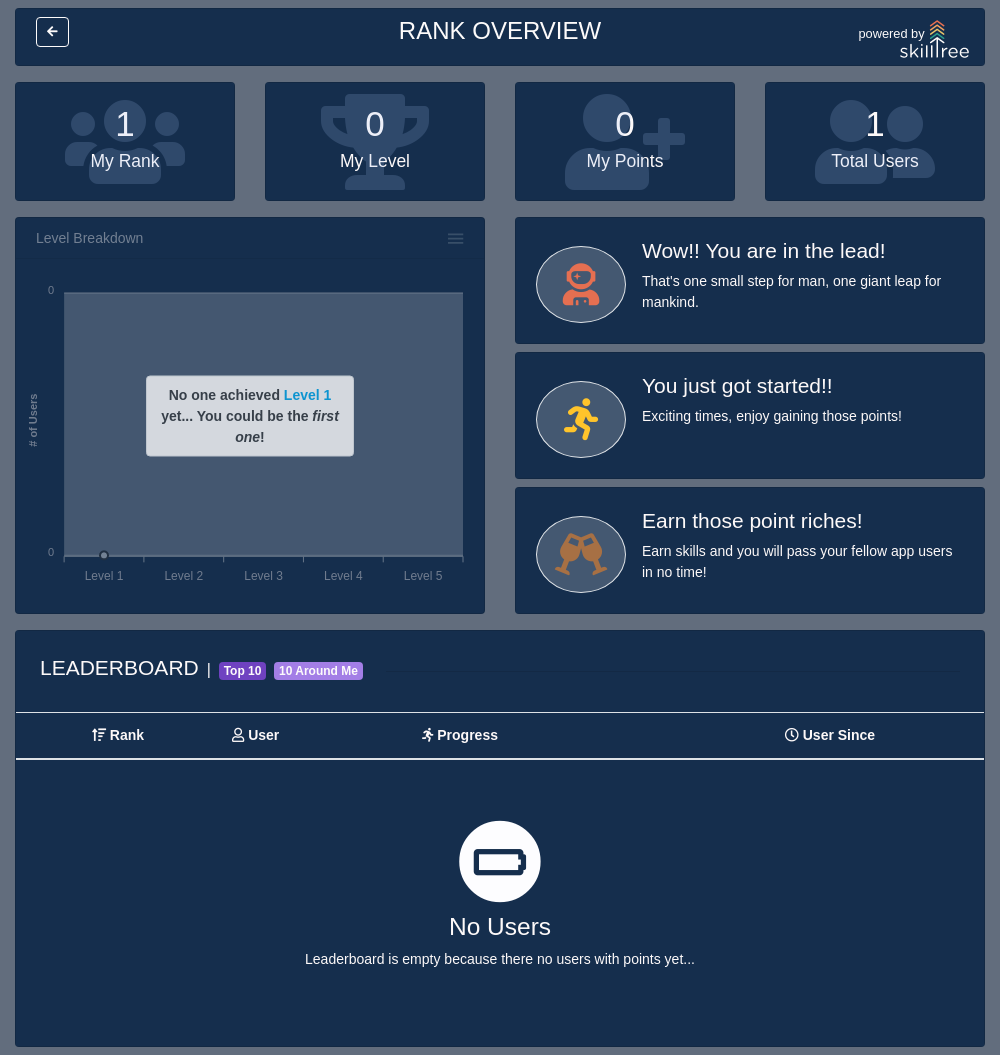 RANK OVERVIEW
powered by
skilltree
1
My Rank
0
My Level
0
My Points
1
Total Users
Level Breakdown
0
# of Users
No one achieved Level 1
yet... You could be the first
one!
0
Level 1
Level 2
Level 3
Level 4
Level 5
Wow!! You are in the lead!
That's one small step for man, one giant leap for
mankind.
You just got started!!
Exciting times, enjoy gaining those points!
Earn those point riches!
Earn skills and you will pass your fellow app users
in no time!
LEADERBOARD | Top 10 10 Around Me
Rank User Progress User Since
No Users
Leaderboard is empty because there no users with points yet...